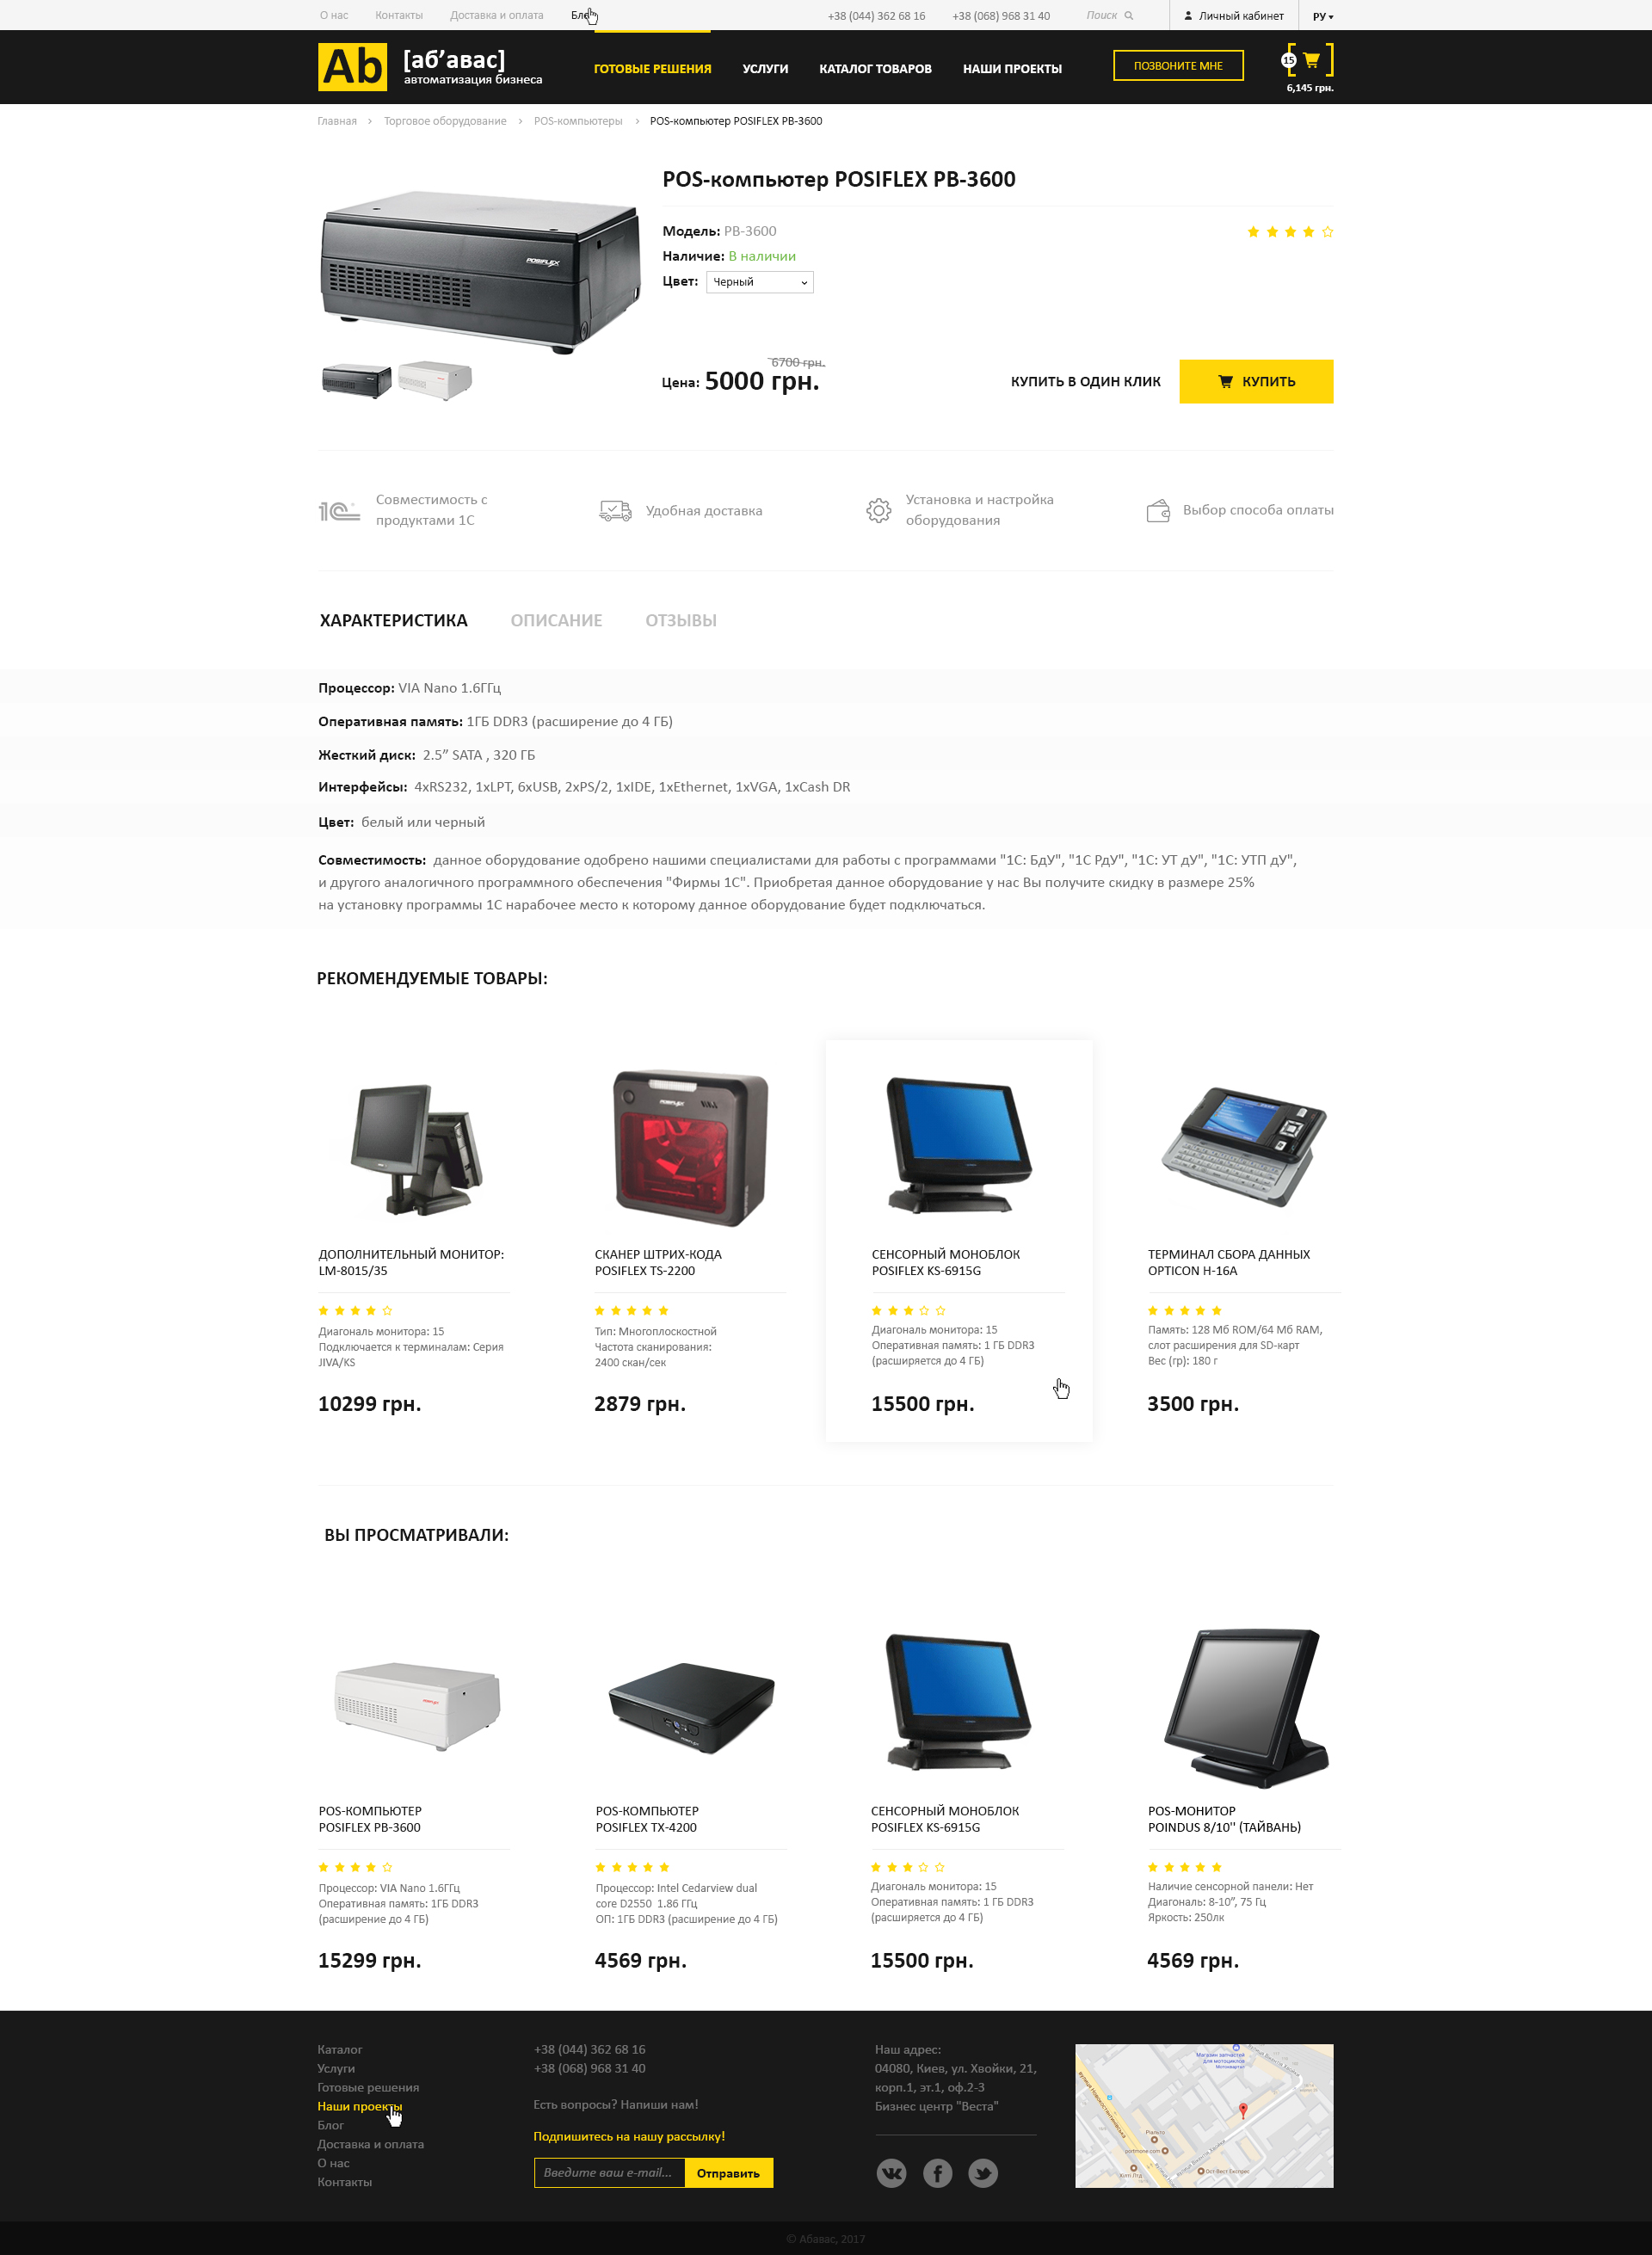 О нас Контакты Доставка и оплата Бло +38 (044) 362 68 16 +38 (068) 968 31 40 Поиск Личный кабинет РУ
Ab [аб’авас]
автоматизация бизнеса
ГОТОВЫЕ РЕШЕНИЯ УСЛУГИ КАТАЛОГ ТОВАРОВ НАШИ ПРОЕКТЫ ПОЗВОНИТЕ МНЕ 15
6,145 грн.
Главная > Торговое оборудование > POS-компьютеры > POS-компьютер POSIFLEX PB-3600
POS-компьютер POSIFLEX PB-3600
POSIFLEX
Модель: PB-3600
Наличие: В наличии
Цвет: Черный
6700 грн.
Цена: 5000 грн.
КУПИТЬ В ОДИН КЛИК КУПИТЬ
1С
Совместимость с
продуктами 1С
Удобная доставка
Установка и настройка
оборудования
Выбор способа оплаты
ХАРАКТЕРИСТИКА ОПИСАНИЕ ОТЗЫВЫ
Процессор: VIA Nano 1.6ГГц
Оперативная память: 1ГБ DDR3 (расширение до 4 ГБ)
Жесткий диск: 2.5” SATA , 320 ГБ
Интерфейсы: 4xRS232, 1xLPT, 6xUSB, 2xPS/2, 1xIDE, 1xEthernet, 1xVGA, 1xCash DR
Цвет: белый или черный
Совместимость: данное оборудование одобрено нашими специалистами для работы с программами "1С: БдУ", "1С РдУ", "1С: УТ дУ", "1С: УТП дУ",
и другого аналогичного программного обеспечения "Фирмы 1С". Приобретая данное оборудование у нас Вы получите скидку в размере 25%
на установку программы 1С нарабочее место к которому данное оборудование будет подключаться.
РЕКОМЕНДУЕМЫЕ ТОВАРЫ:
POSIFLEX
ДОПОЛНИТЕЛЬНЫЙ МОНИТОР:
LM-8015/35
Диагональ монитора: 15
Подключается к терминалам: Серия
JIVA/KS
10299 грн.
СКАНЕР ШТРИХ-КОДА
POSIFLEX TS-2200
Тип: Многоплоскостной
Частота сканирования:
2400 скан/сек
2879 грн.
СЕНСОРНЫЙ МОНОБЛОК
POSIFLEX KS-6915G
Диагональ монитора: 15
Оперативная память: 1 ГБ DDR3
(расширяется до 4 ГБ)
15500 грн.
ТЕРМИНАЛ СБОРА ДАННЫХ
OPTICON H-16A
Память: 128 Мб ROM/64 Мб RAM,
слот расширения для SD-карт
Вес (гр): 180 г
3500 грн.
ВЫ ПРОСМАТРИВАЛИ:
POS-КОМПЬЮТЕР
POSIFLEX PB-3600
Процессор: VIA Nano 1.6ГГц
Оперативная память: 1ГБ DDR3
(расширение до 4 ГБ)
15299 грн.
POS-КОМПЬЮТЕР
POSIFLEX TX-4200
Процессор: Intel Cedarview dual
core D2550 1.86 ГГц
ОП: 1ГБ DDR3 (расширение до 4 ГБ)
4569 грн.
СЕНСОРНЫЙ МОНОБЛОК
POSIFLEX KS-6915G
Диагональ монитора: 15
Оперативная память: 1 ГБ DDR3
(расширяется до 4 ГБ)
15500 грн.
POS-МОНИТОР
POINDUS 8/10'' (ТАЙВАНЬ)
Наличие сенсорной панели: Нет
Диагональ: 8-10”, 75 Гц
Яркость: 250лк
4569 грн.
Каталог
Услуги
Готовые решения
Наши проекты
Блог
Доставка и оплата
О нас
Контакты
+38 (044) 362 68 16
+38 (068) 968 31 40
Есть вопросы? Напиши нам!
Подпишитесь на нашу рассылку!
Введите ваш e-mail... Отправить
Наш адрес:
04080, Киев, ул. Хвойки, 21,
корп.1, эт.1, оф.2-3
Бизнес центр "Веста"
Магазин запчастей
для мотоциклов
© Абавас, 2017